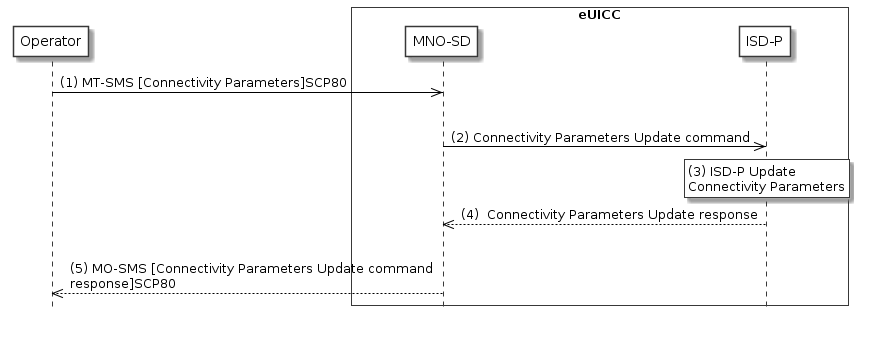 eUICC
Operator
MNO-SD
ISD-P
(1) MT-SMS [Connectivity Parameters]SCP80
(2) Connectivity Parameters Update command
(3) ISD-P Update
Connectivity Parameters
(4)  Connectivity Parameters Update response
(5) MO-SMS [Connectivity Parameters Update command
response]SCP80